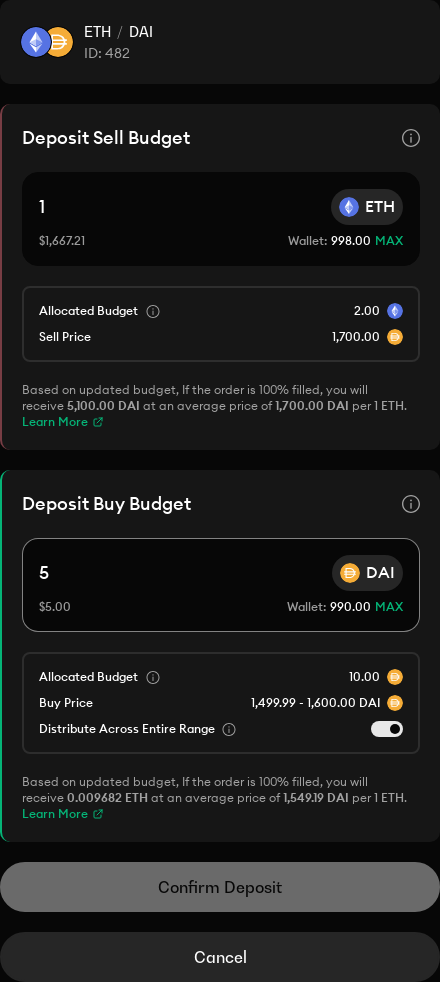 ETH / DAI
ID: 482
Deposit Sell Budget
1
ETH
$1,667.21
Wallet: 998.00 MAX
Allocated Budget
2.00
Sell Price
1,700.00
Based on updated budget, If the order is 100% filled, you will
receive 5,100.00 DAI at an average price of 1,700.00 DAI per 1 ETH.
Learn More
Deposit Buy Budget
5
DAI
$5.00
Wallet: 990.00 MAX
Allocated Budget
10.00
Buy Price
1,499.99 - 1,600.00 DAI
Distribute Across Entire Range
Based on updated budget, If the order is 100% filled, you will
receive 0.009682 ETH at an average price of 1,549.19 DAI per 1 ETH.
Learn More
Confirm Deposit
Cancel